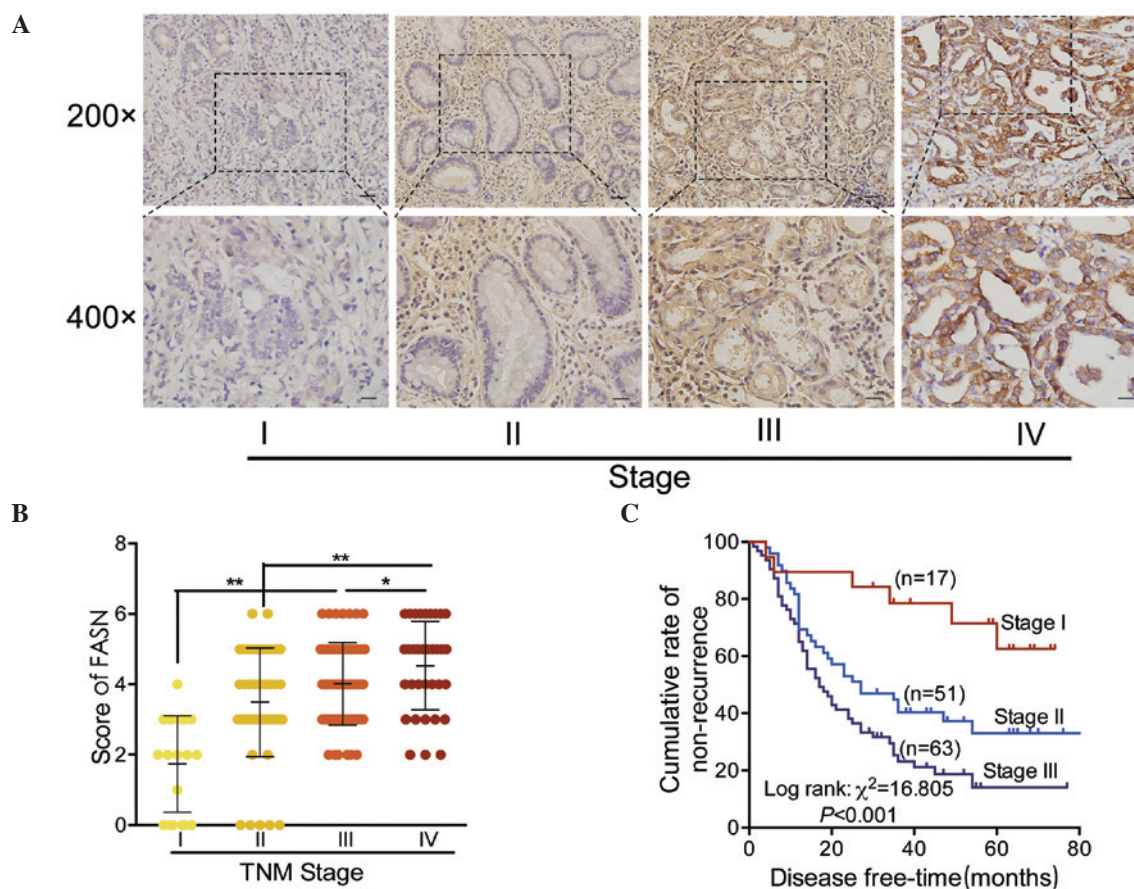 A
200×
400×
I II III IV
Stage
B
Score of FASN
8
6
4
2
0
** ** *
I II III IV
TNM Stage
C
Cumulative rate of
non-recurrence
100
80
60
40
20
0
(n=17)
Stage I
(n=51)
Stage II
(n=63)
Stage III
Log rank: χ²=16.805
P<0.001
0 20 40 60 80
Disease free-time(months)